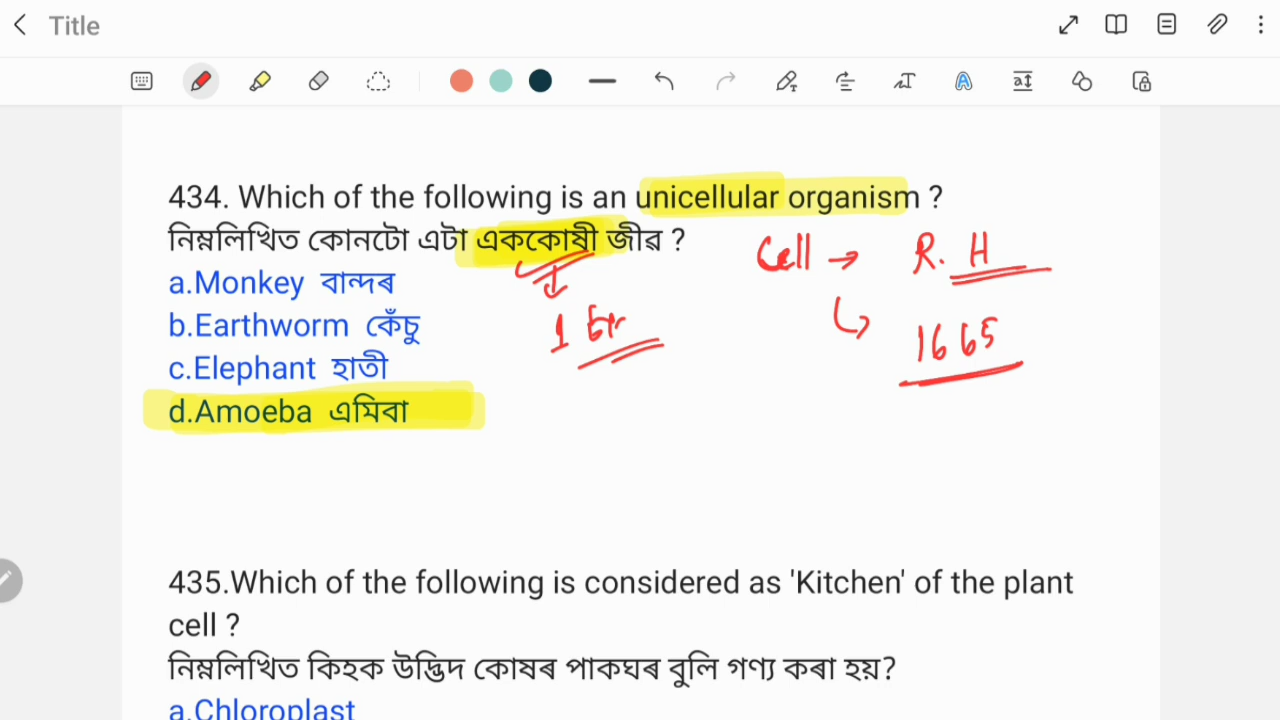 Title
434. Which of the following is an unicellular organism ?
নিম্নলিখিত কোনটো এটা এককোষী জীৱ ?
Cell → R. H
a.Monkey বান্দৰ
b.Earthworm কেঁচু
1
1665
c.Elephant হাতী
d.Amoeba এমিবা
435.Which of the following is considered as 'Kitchen' of the plant
cell ?
নিম্নলিখিত কিহক উদ্ভিদ কোষৰ পাকঘৰ বুলি গণ্য কৰা হয়?
a.Chloroplast